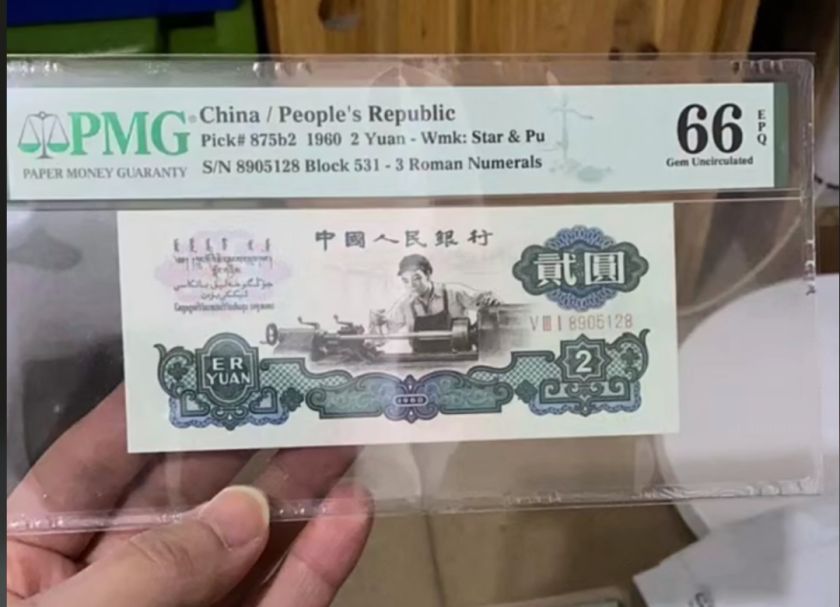 PMG
PAPER MONEY GUARANTY
China / People's Republic
Pick# 875b2 1960 2 Yuan - Wmk: Star & Pu
S/N 8905128 Block 531 - 3 Roman Numerals
66 EPQ
Gem Uncirculated
中國人民銀行
貳圓
VIII I 8905128
ER
YUAN
2
1960